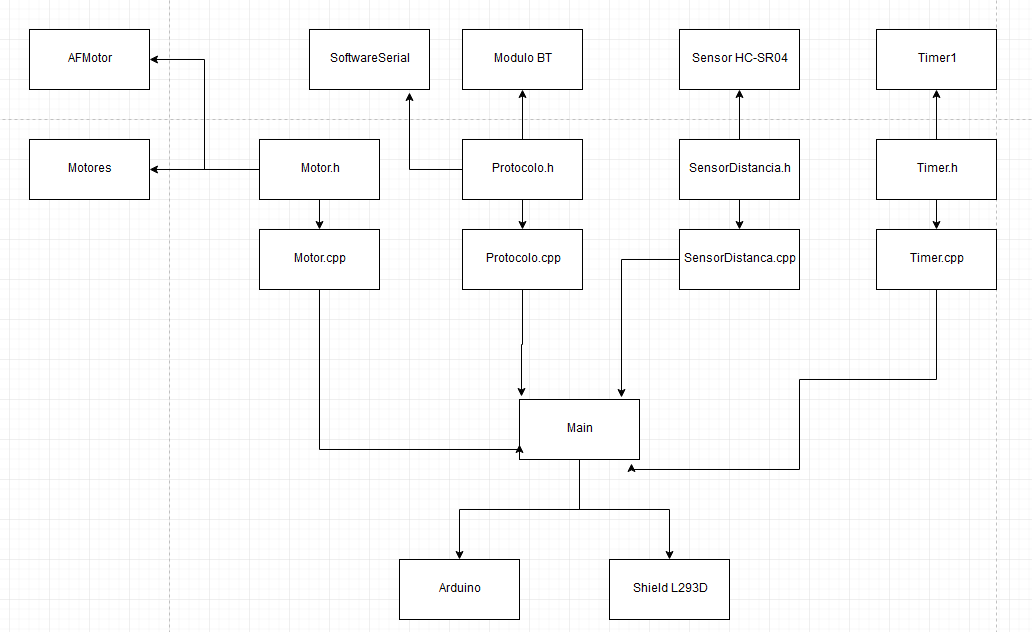 AFMotor
SoftwareSerial
Modulo BT
Sensor HC-SR04
Timer1
Motores
Motor.h
Protocolo.h
SensorDistancia.h
Timer.h
Motor.cpp
Protocolo.cpp
SensorDistanca.cpp
Timer.cpp
Main
Arduino
Shield L293D